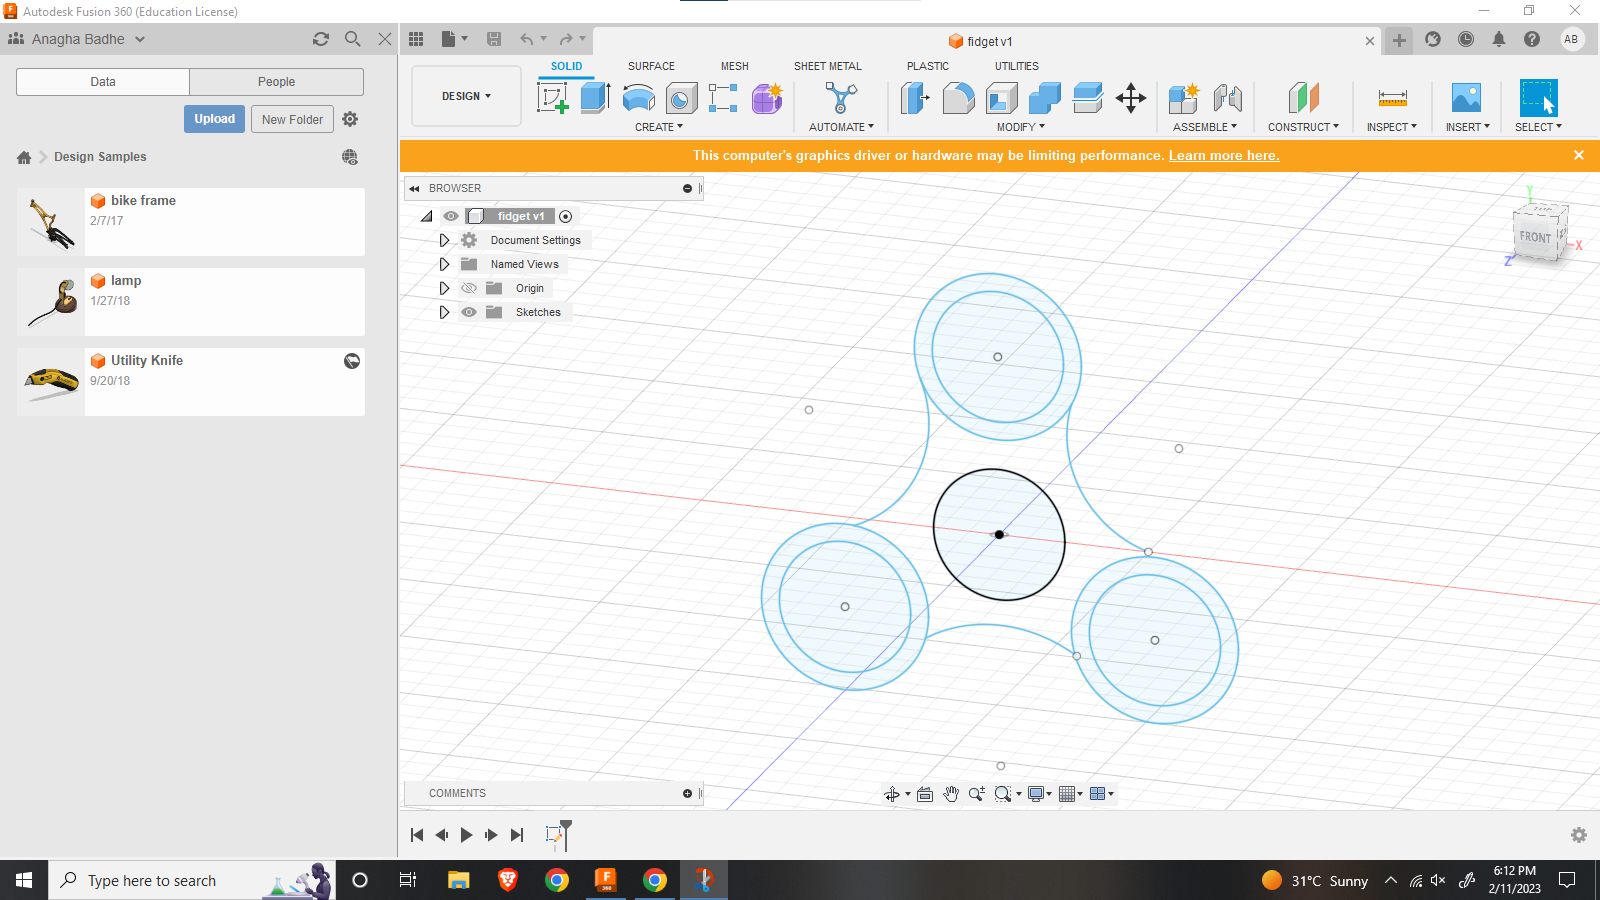 Autodesk Fusion 360 (Education License)
Anagha Badhe
fidget v1
AB
Data
People
Upload
New Folder
Design Samples
bike frame
2/7/17
lamp
1/27/18
Utility Knife
9/20/18
SOLID
SURFACE
MESH
SHEET METAL
PLASTIC
UTILITIES
DESIGN
CREATE
AUTOMATE
MODIFY
ASSEMBLE
CONSTRUCT
INSPECT
INSERT
SELECT
This computer's graphics driver or hardware may be limiting performance. Learn more here.
BROWSER
fidget v1
Document Settings
Named Views
Origin
Sketches
Y
FRONT
X
Z
COMMENTS
Type here to search
F
360
31°C Sunny
6:12 PM
2/11/2023